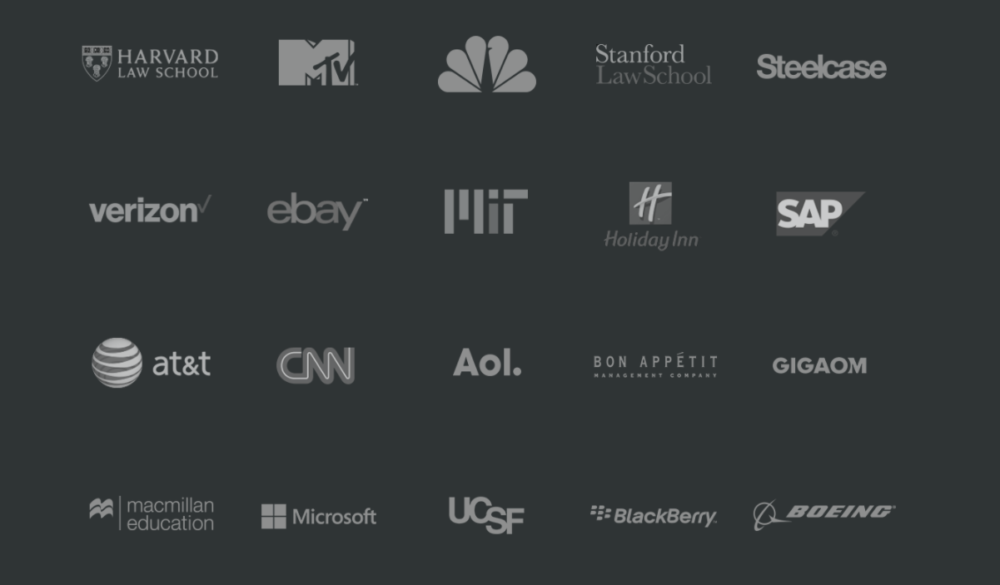 HARVARD
LAW SCHOOL
MTV
Stanford
LawSchool
Steelcase
verizon
ebay™
MIT
H
Holiday Inn
SAP
®
at&t
CNN
Aol.
BON APPÉTIT
MANAGEMENT COMPANY
GIGAOM
macmillan
education
Microsoft
UCSF
BlackBerry
BOEING®